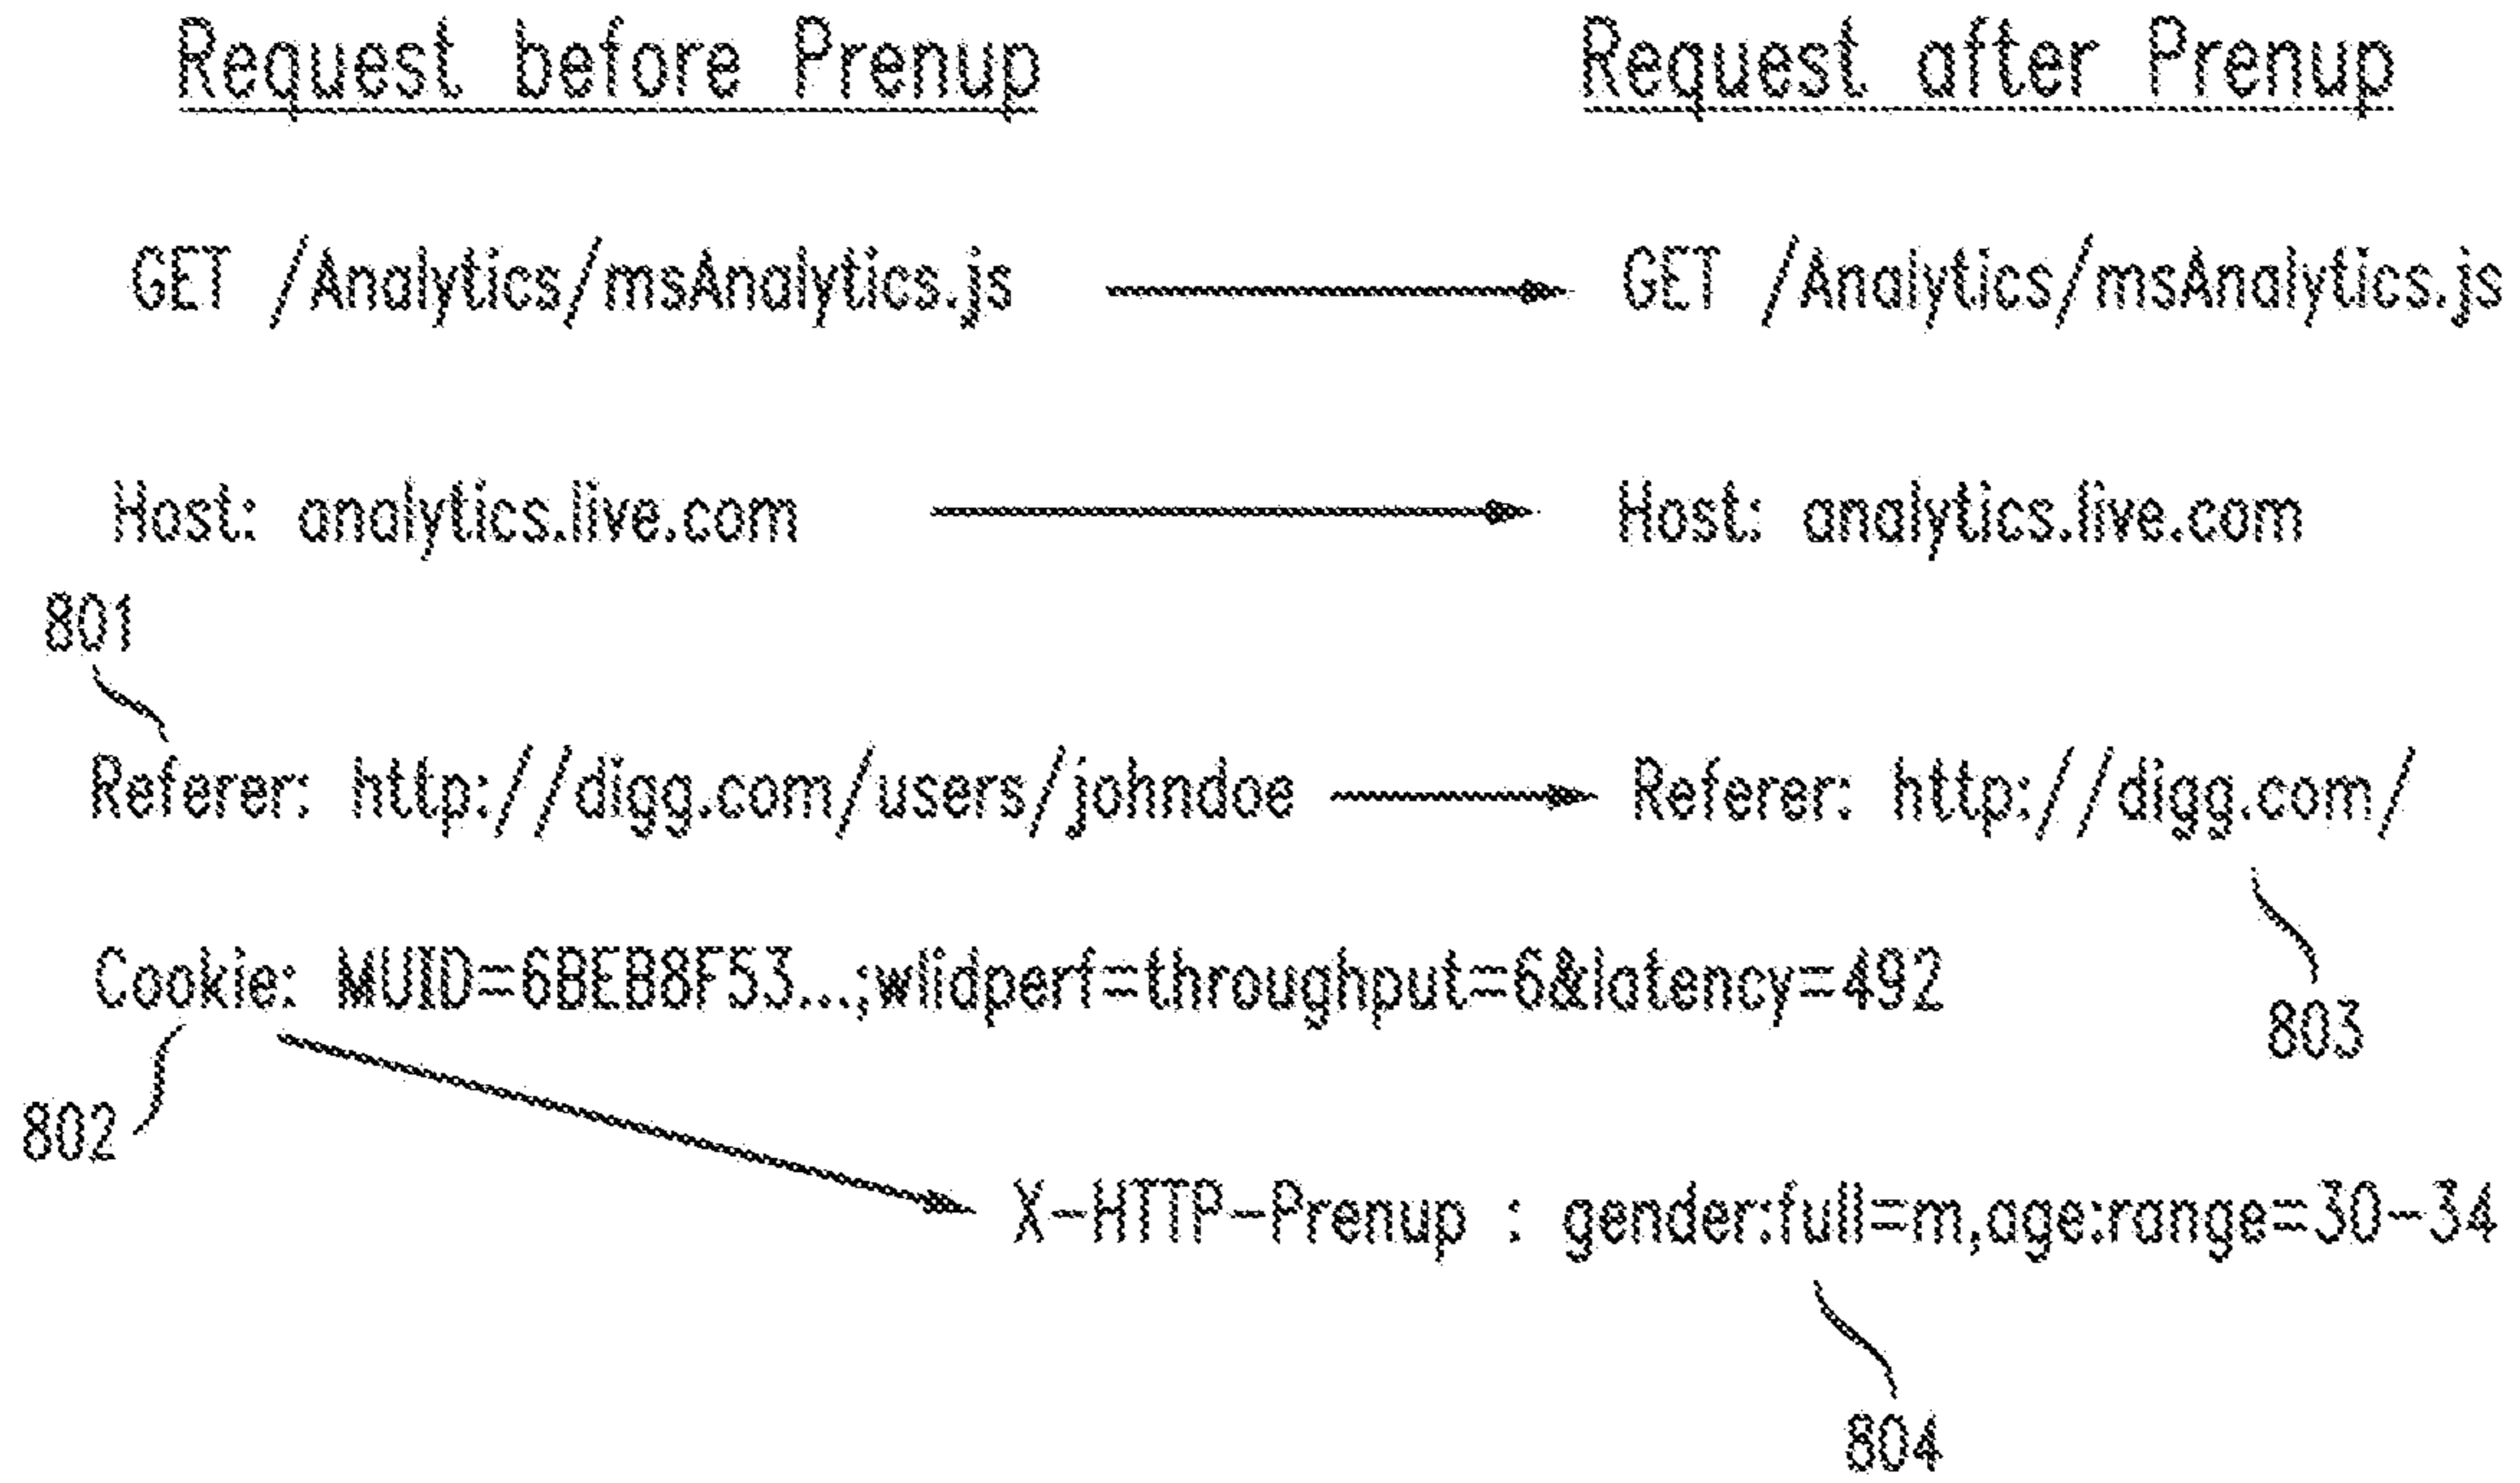 Request before Prenup Request after Prenup
GET /Analytics/msAnalytics.js GET /Analytics/msAnalytics.js
Host: analytics.live.com Host: analytics.live.com
801
Referer: http://digg.com/users/johndoe Referer: http://digg.com/
Cookie: MUID=6BEB8F53...;wlidperf=throughput=6&latency=492
803
802
X-HTTP-Prenup : gender:full=m,age:range=30-34
804